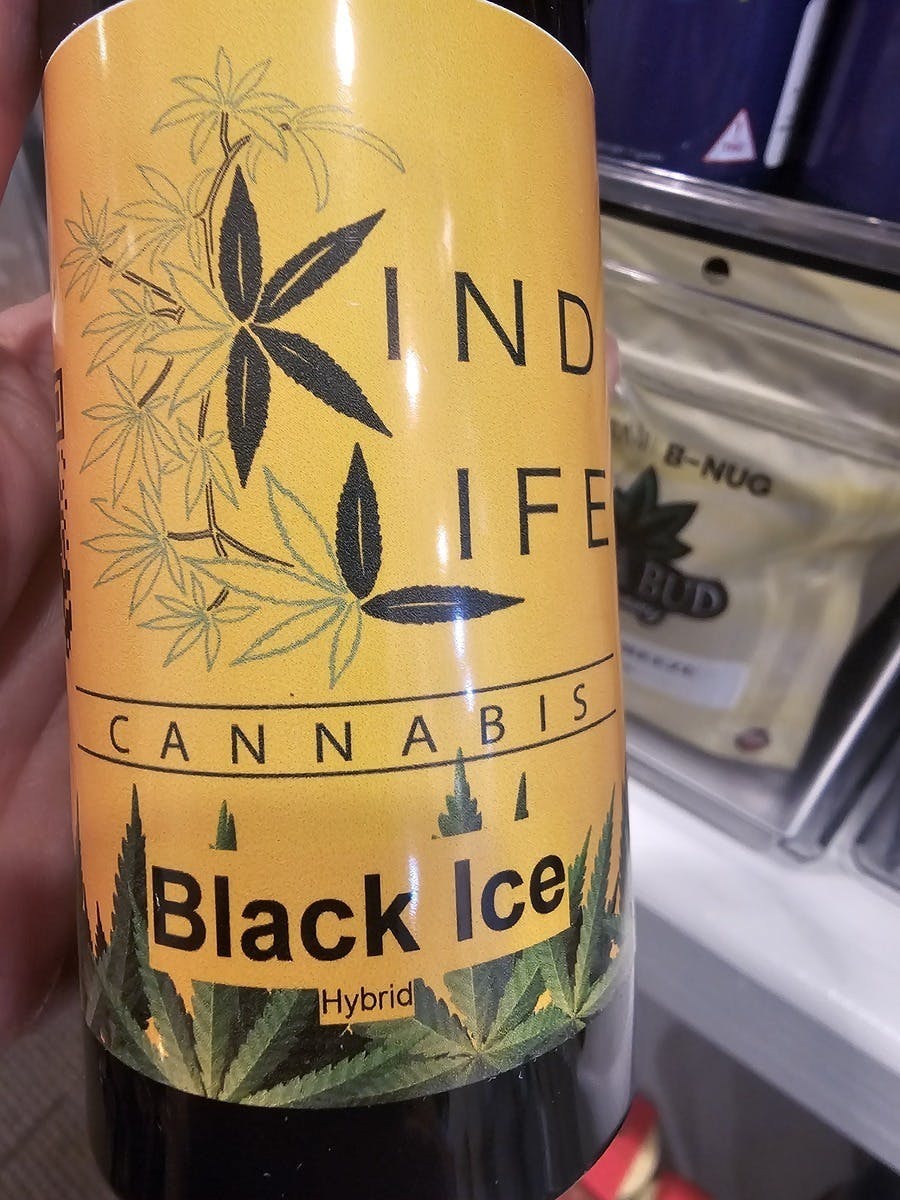 KIND
LIFE
CANNABIS
Black Ice
Hybrid
B-NUG
BUD